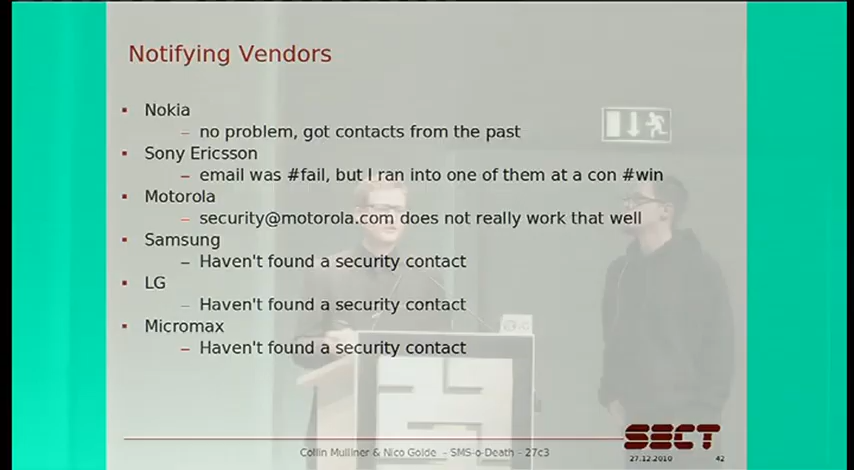 Notifying Vendors
▪ Nokia
– no problem, got contacts from the past
▪ Sony Ericsson
– email was #fail, but I ran into one of them at a con #win
▪ Motorola
– security@motorola.com does not really work that well
▪ Samsung
– Haven't found a security contact
▪ LG
– Haven't found a security contact
▪ Micromax
– Haven't found a security contact
SECT
Collin Mulliner & Nico Golde - SMS-o-Death - 27c3
27.12.2010 42